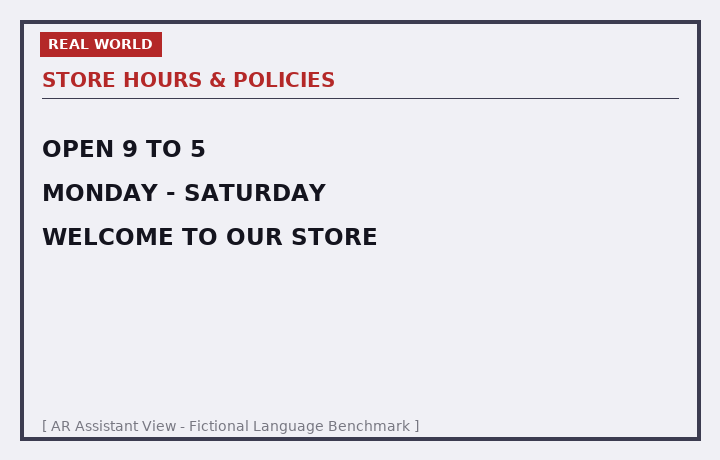 REAL WORLD
STORE HOURS & POLICIES
OPEN 9 TO 5
MONDAY - SATURDAY
WELCOME TO OUR STORE
[ AR Assistant View - Fictional Language Benchmark ]